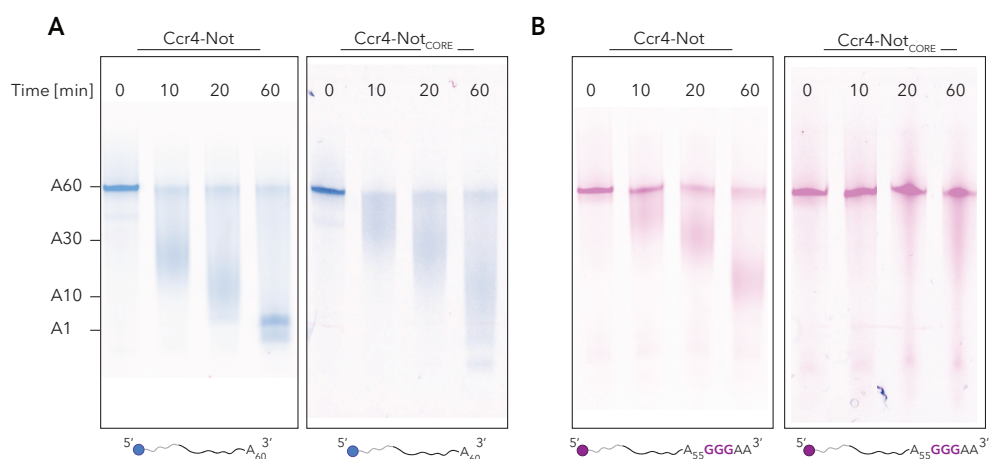 A
B
Ccr4-Not
Ccr4-NotCORE
Ccr4-Not
Ccr4-NotCORE
Time [min] 0 10 20 60 0 10 20 60 0 10 20 60 0 10 20 60
A60
A30
A10
A1
5’ A60 3’
5’ A60 3’
5’ A55GGGAA 3’
5’ A55GGGAA 3’